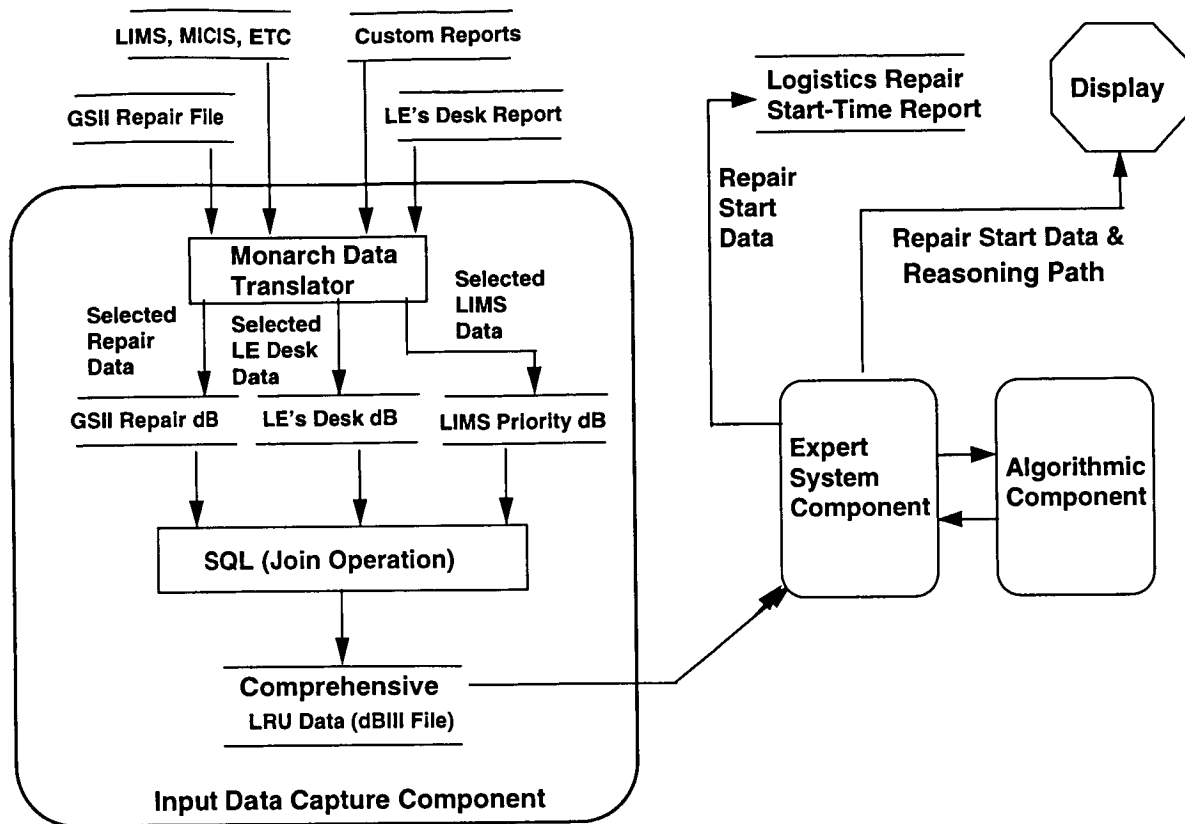 LIMS, MICIS, ETC
Custom Reports
GSII Repair File
LE's Desk Report
Logistics Repair
Start-Time Report
Display
Repair
Start
Data
Repair Start Data &
Reasoning Path
Monarch Data
Translator
Selected
Repair
Data
Selected
LE Desk
Data
Selected
LIMS
Data
GSII Repair dB
LE's Desk dB
LIMS Priority dB
SQL (Join Operation)
Comprehensive
LRU Data (dBIII File)
Input Data Capture Component
Expert
System
Component
Algorithmic
Component